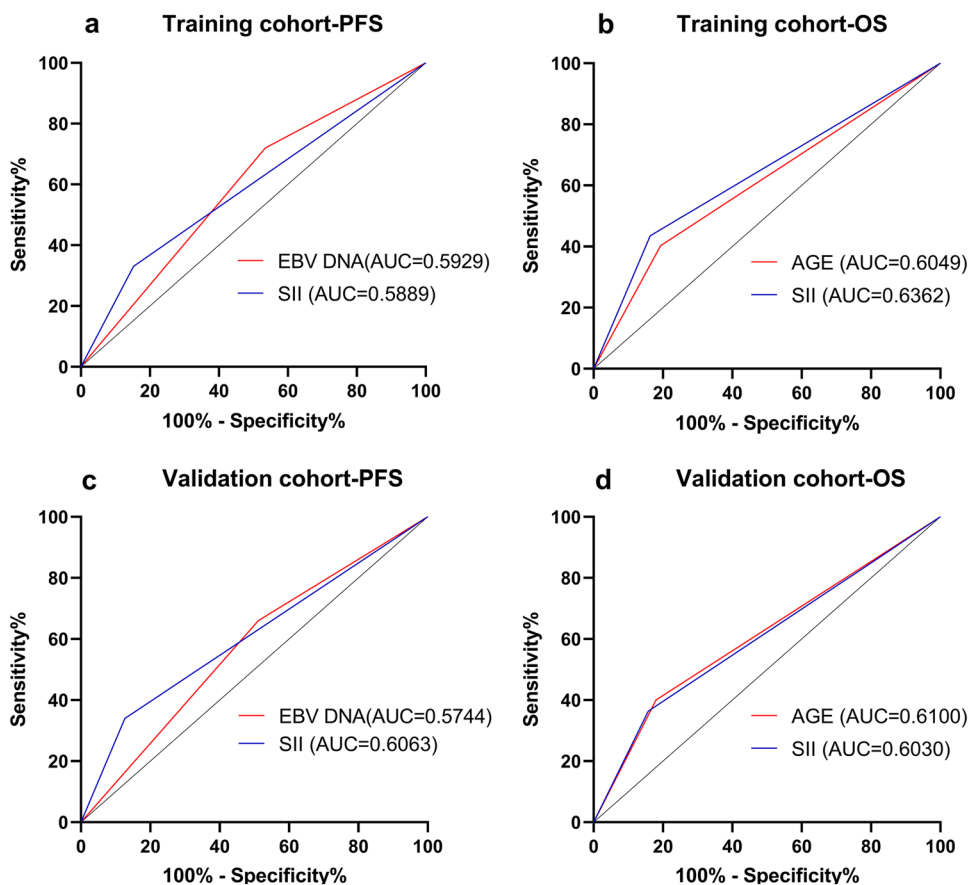 a
Training cohort-PFS
Sensitivity%
100
80
60
40
20
0
0 20 40 60 80 100
100% - Specificity%
EBV DNA(AUC=0.5929)
SII (AUC=0.5889)
b
Training cohort-OS
Sensitivity%
100
80
60
40
20
0
0 20 40 60 80 100
100% - Specificity%
AGE (AUC=0.6049)
SII (AUC=0.6362)
c
Validation cohort-PFS
Sensitivity%
100
80
60
40
20
0
0 20 40 60 80 100
100% - Specificity%
EBV DNA(AUC=0.5744)
SII (AUC=0.6063)
d
Validation cohort-OS
Sensitivity%
100
80
60
40
20
0
0 20 40 60 80 100
100% - Specificity%
AGE (AUC=0.6100)
SII (AUC=0.6030)